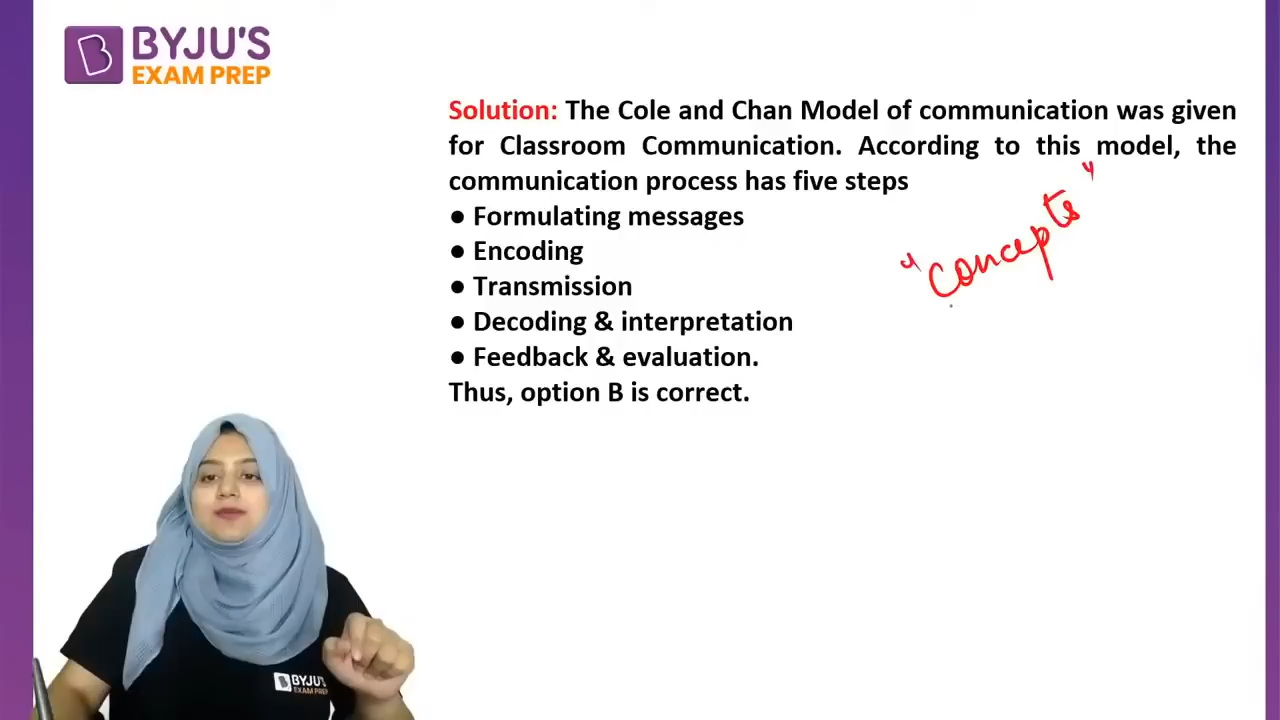 BYJU'S
EXAM PREP
Solution: The Cole and Chan Model of communication was given
for Classroom Communication. According to this model, the
communication process has five steps
● Formulating messages
● Encoding
● Transmission
● Decoding & interpretation
● Feedback & evaluation.
Thus, option B is correct.
"concepts"
BYJU'S
EXAM PREP